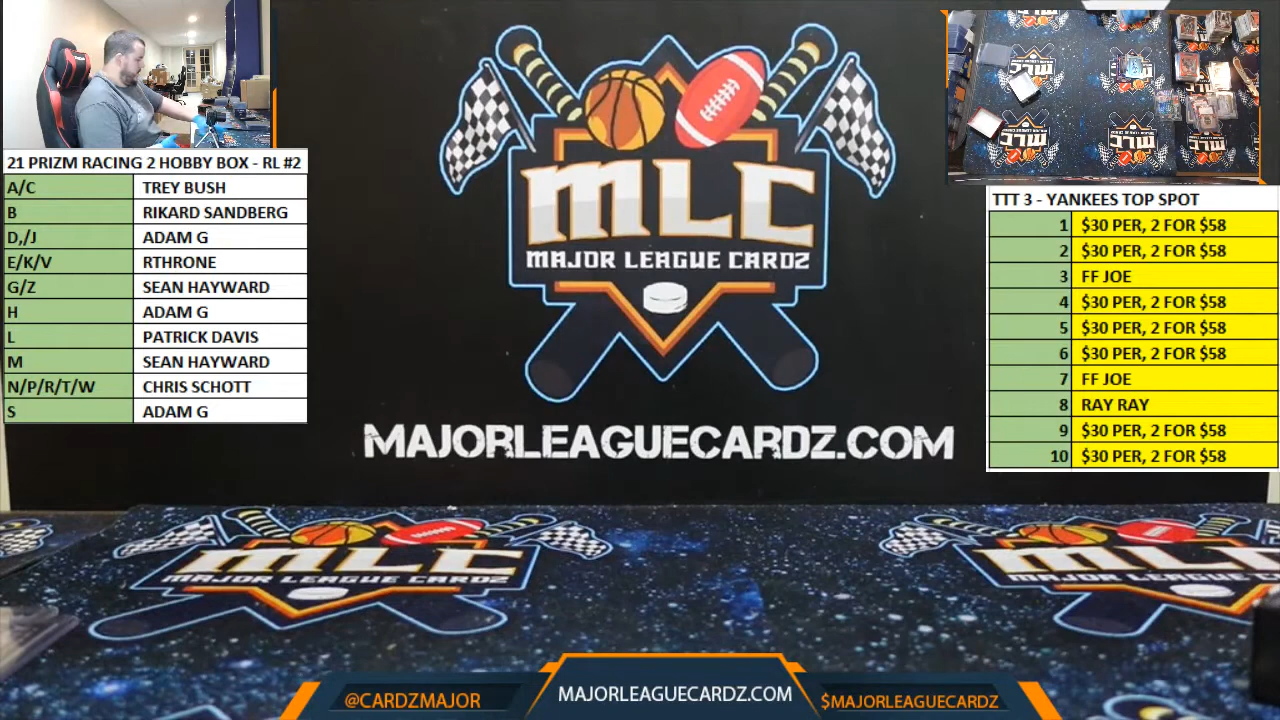 21 PRIZM RACING 2 HOBBY BOX - RL #2
A/C TREY BUSH
B RIKARD SANDBERG
D,/J ADAM G
E/K/V RTHRONE
G/Z SEAN HAYWARD
H ADAM G
L PATRICK DAVIS
M SEAN HAYWARD
N/P/R/T/W CHRIS SCHOTT
S ADAM G
MLC
MAJOR LEAGUE CARDZ
MAJORLEAGUECARDZ.COM
TTT 3 - YANKEES TOP SPOT
1 $30 PER, 2 FOR $58
2 $30 PER, 2 FOR $58
3 FF JOE
4 $30 PER, 2 FOR $58
5 $30 PER, 2 FOR $58
6 $30 PER, 2 FOR $58
7 FF JOE
8 RAY RAY
9 $30 PER, 2 FOR $58
10 $30 PER, 2 FOR $58
MLC
MAJOR LEAGUE CARDZ
MLC
MAJOR LEAGUE
@CARDZMAJOR
MAJORLEAGUECARDZ.COM
$MAJORLEAGUECARDZ